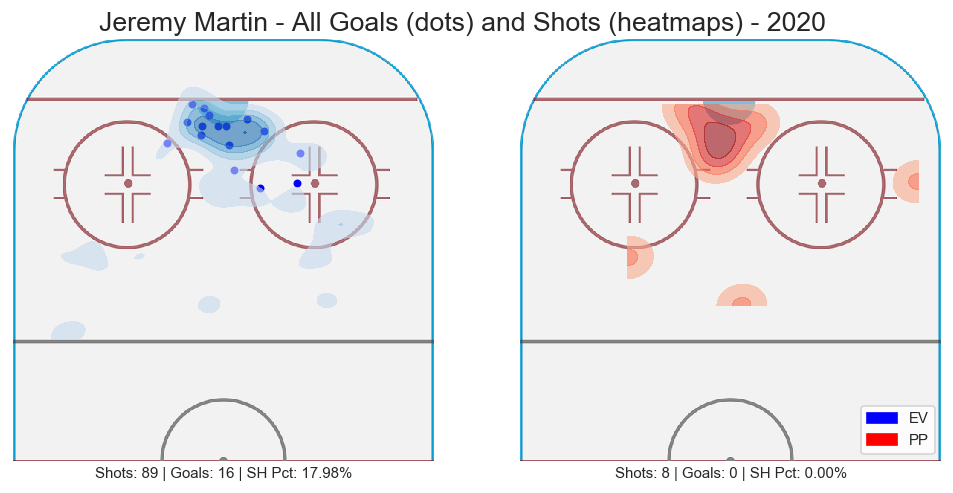 Jeremy Martin - All Goals (dots) and Shots (heatmaps) - 2020
EV
PP
Shots: 89 | Goals: 16 | SH Pct: 17.98%
Shots: 8 | Goals: 0 | SH Pct: 0.00%